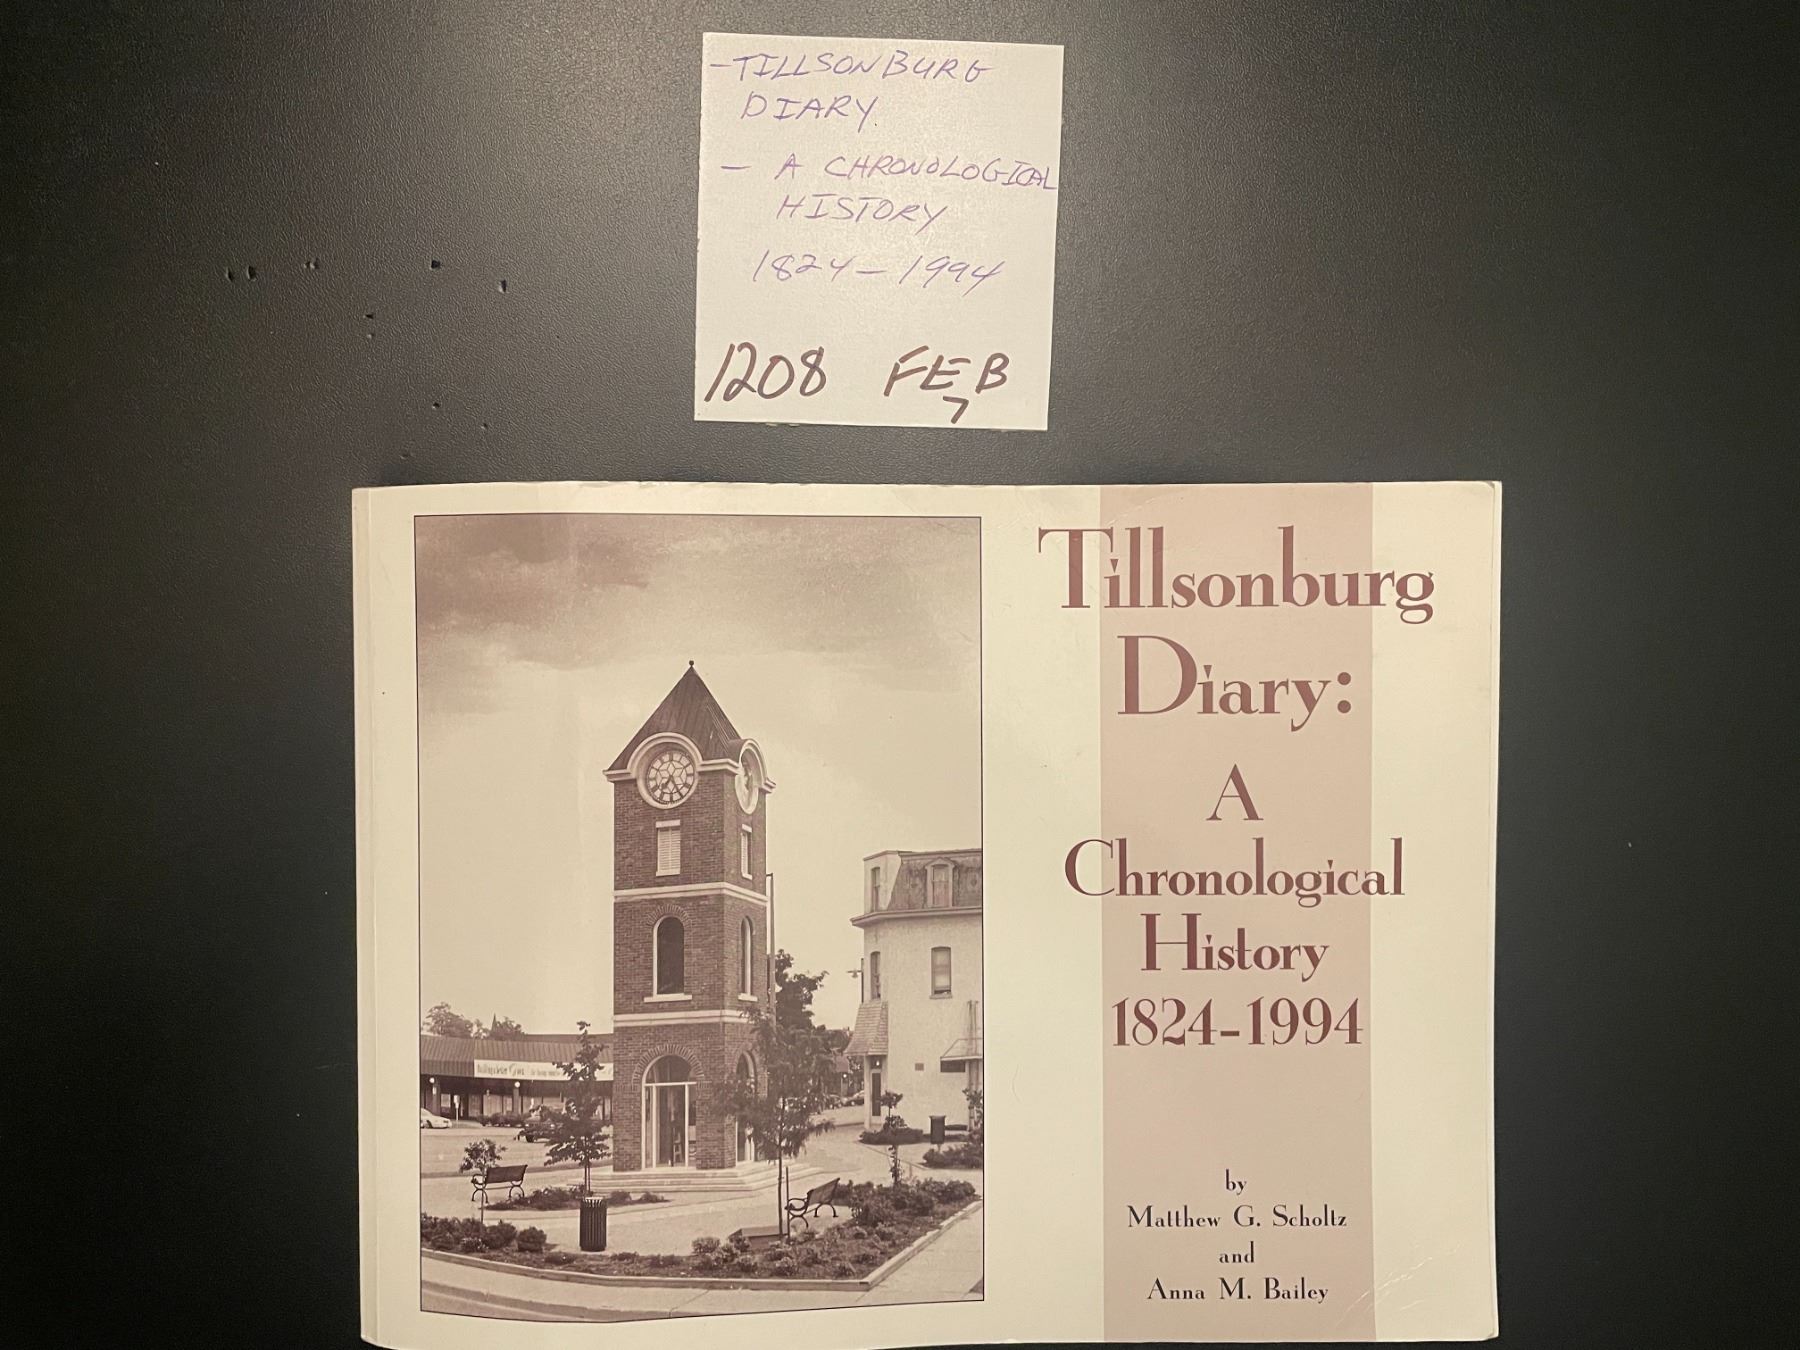 - TILLSONBURG
DIARY
- A CHRONOLOGICAL
HISTORY
1824 - 1994
1208 FEB
7
Tillsonburg
Diary:
A
Chronological
History
1824-1994
by
Matthew G. Scholtz
and
Anna M. Bailey